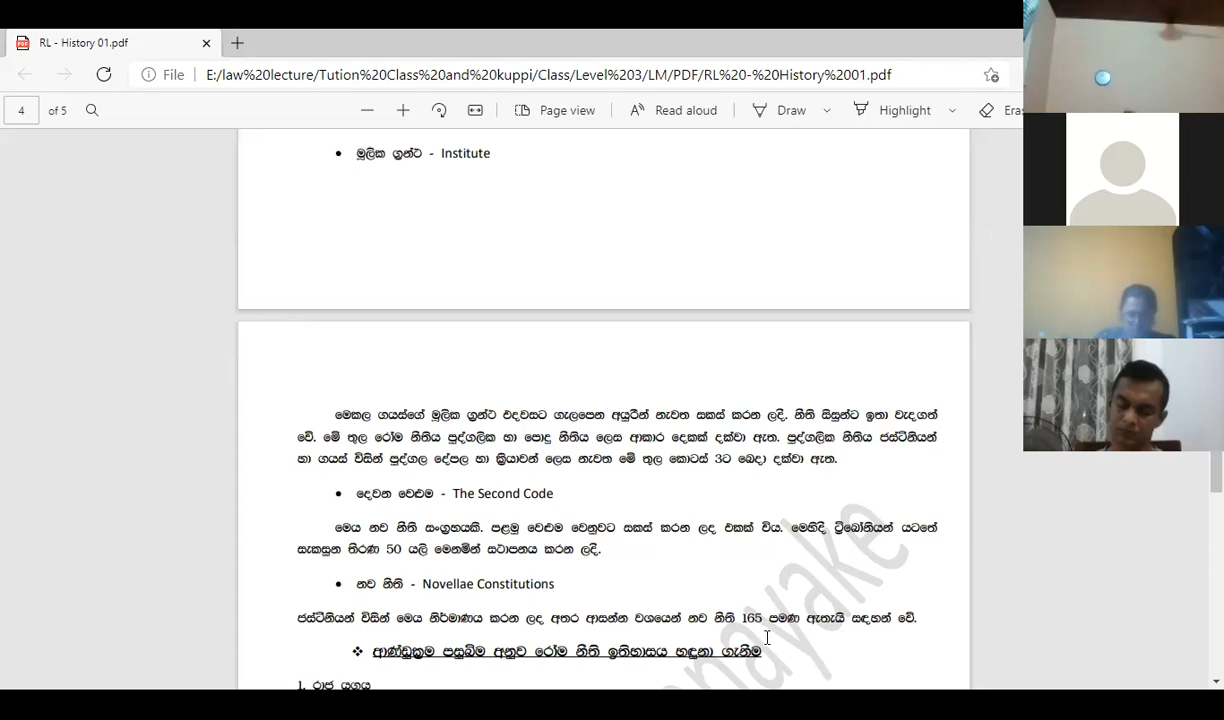 RL - History 01.pdf
File E:/law%20lecture/Tution%20Class%20and%20kuppi/Class/Level%203/LM/PDF/RL%20-%20History%2001.pdf
4 of 5 Page view Read aloud Draw Highlight Eras
• මූලික ග්‍රන්ථ - Institute
මෙකල ගයස්ගේ මූලික ග්‍රන්ථ එදවසට ගැලපෙන අයුරින් නැවත සකස් කරන ලදි. නීති සිසුන්ට ඉතා වැදගත්
වේ. මේ තුල රෝම නීතිය පුද්ගලික හා පොදු නීතිය ලෙස ආකාර දෙකක් දක්වා ඇත. පුද්ගලික නීතිය ජස්ටිනියන්
හා ගයස් විසින් පුද්ගල දේපල හා ක්‍රියාවන් ලෙස නැවත මේ තුල කොටස් 3ට බෙදා දක්වා ඇත.
• දෙවන වෙළුම - The Second Code
මෙය නව නීති සංග්‍රහයකි. පළමු වෙළුම වෙනුවට සකස් කරන ලද එකක් විය. මෙහිදි ට්‍රිබෝනියන් යටතේ
සැකසුන තීරණ 50 යලි මෙනමින් ස්ථාපනය කරන ලදි.
• නව නීති - Novellae Constitutions
ජස්ටිනියන් විසින් මෙය නිර්මාණය කරන ලද අතර ආසන්න වශයෙන් නව නීති 165 පමණ ඇතැයි සඳහන් වේ.
❖ ආණ්ඩුක්‍රම පසුබිම අනුව රෝම නීති ඉතිහාසය හඳුනා ගැනීම
1. රාජ යුගය
nayake